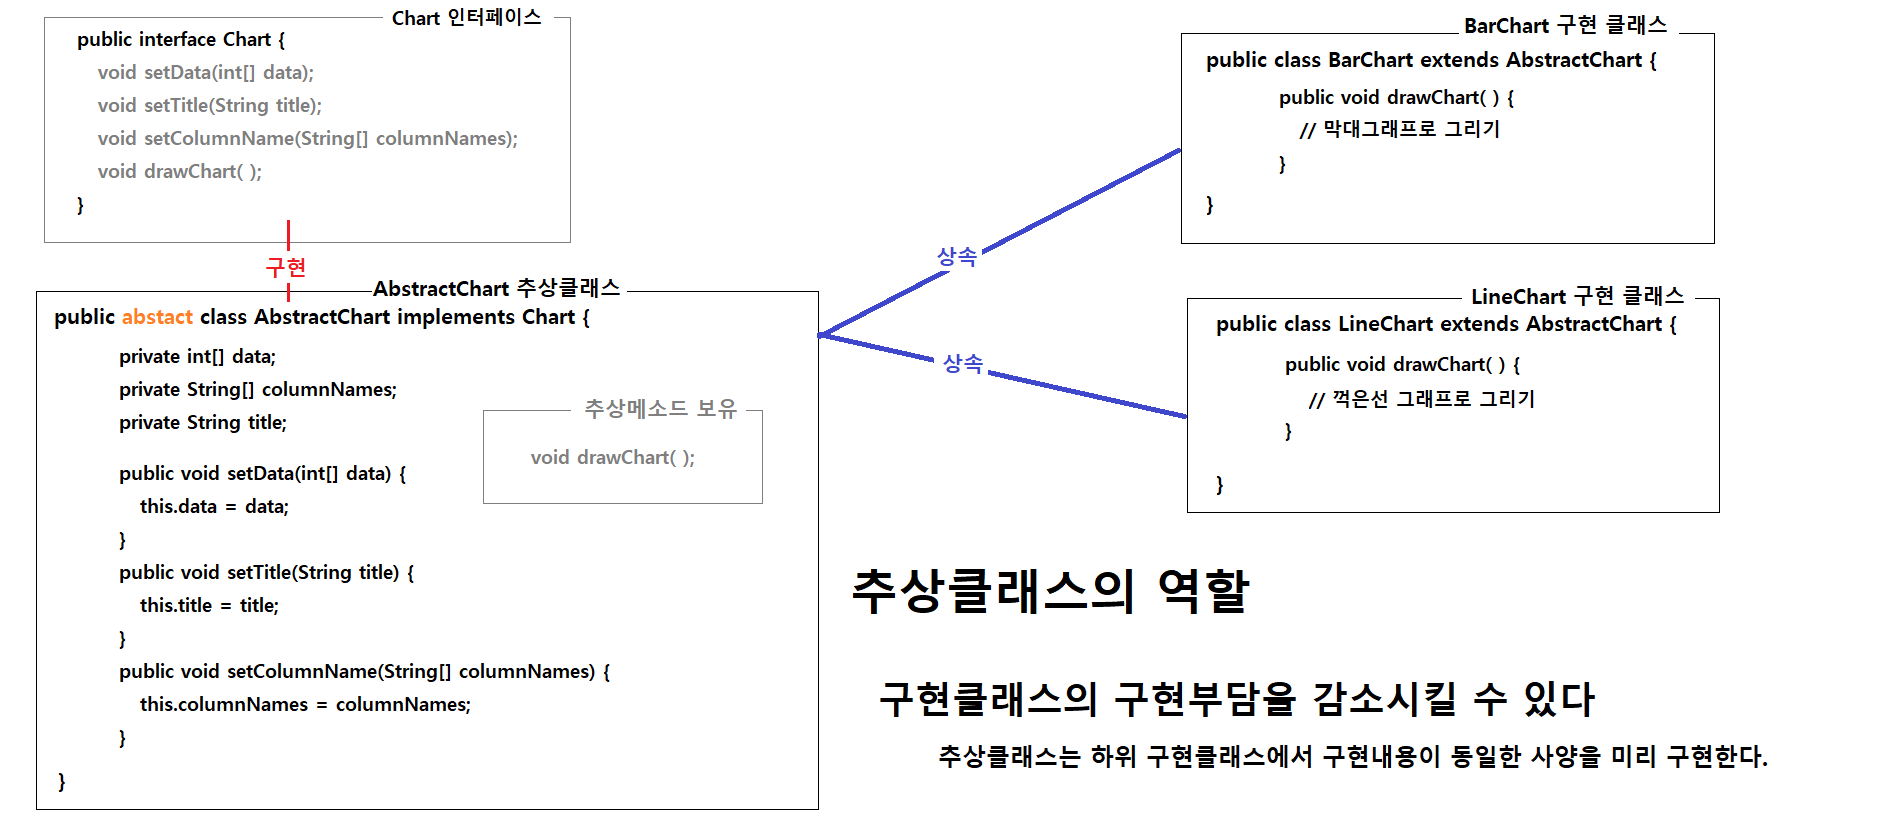 Chart 인터페이스
public interface Chart {
void setData(int[] data);
void setTitle(String title);
void setColumnName(String[] columnNames);
void drawChart( );
}
구현
AbstractChart 추상클래스
public abstact class AbstractChart implements Chart {
private int[] data;
private String[] columnNames;
private String title;
추상메소드 보유
void drawChart( );
public void setData(int[] data) {
this.data = data;
}
public void setTitle(String title) {
this.title = title;
}
public void setColumnName(String[] columnNames) {
this.columnNames = columnNames;
}
}
상속
상속
BarChart 구현 클래스
public class BarChart extends AbstractChart {
public void drawChart( ) {
// 막대그래프로 그리기
}
}
LineChart 구현 클래스
public class LineChart extends AbstractChart {
public void drawChart( ) {
// 꺽은선 그래프로 그리기
}
}
추상클래스의 역할
구현클래스의 구현부담을 감소시킬 수 있다
추상클래스는 하위 구현클래스에서 구현내용이 동일한 사양을 미리 구현한다.